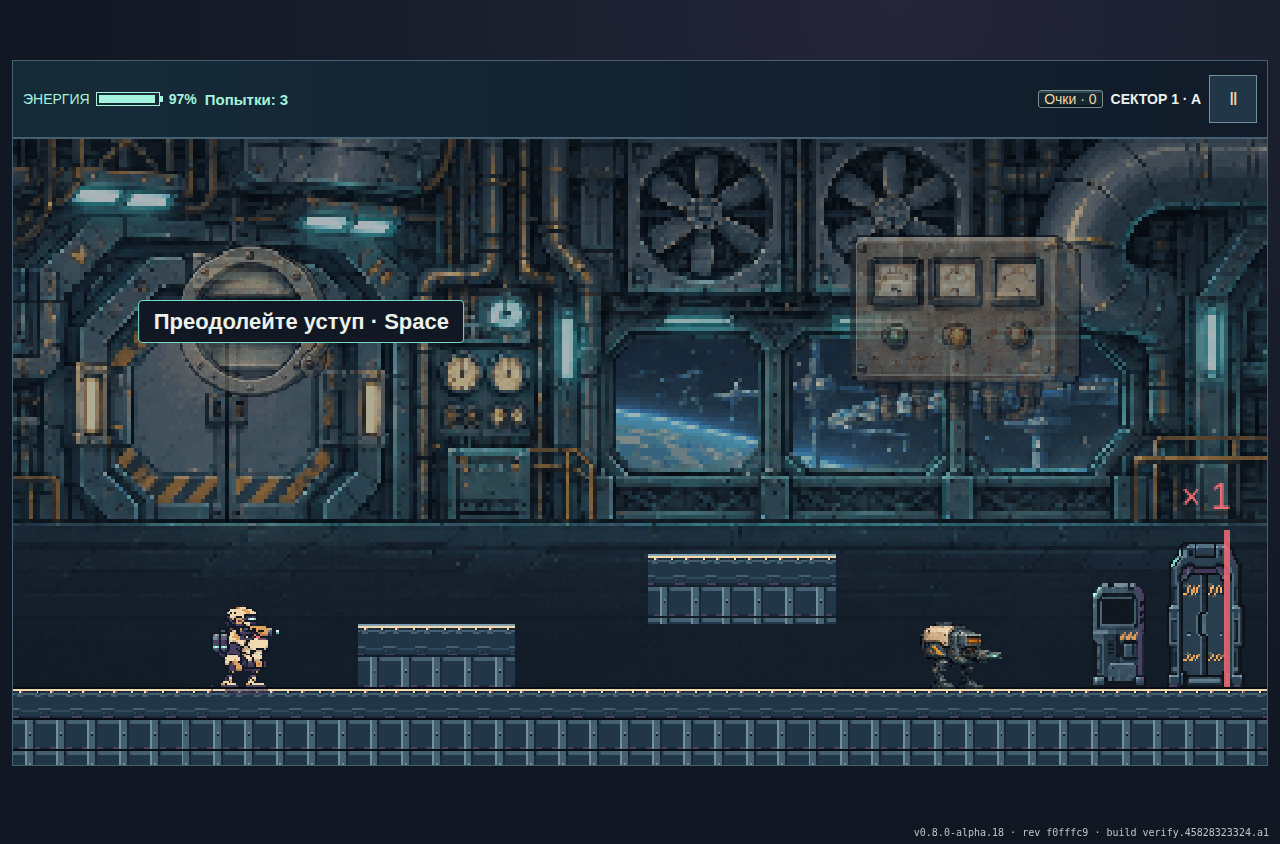 ЭНЕРГИЯ 97% Попытки: 3
Очки · 0 СЕКТОР 1 · A II
Преодолейте уступ · Space
× 1
v0.8.0-alpha.18 · rev f0fffc9 · build verify.45828323324.a1